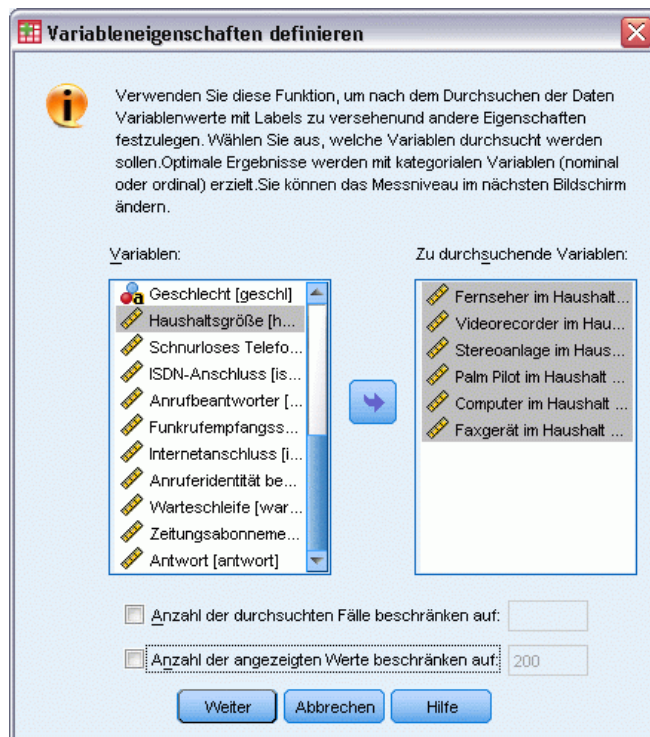 Variableneigenschaften definieren
Verwenden Sie diese Funktion, um nach dem Durchsuchen der Daten
Variablenwerte mit Labels zu versehenund andere Eigenschaften
festzulegen. Wählen Sie aus, welche Variablen durchsucht werden
sollen.Optimale Ergebnisse werden mit kategorialen Variablen (nominal
oder ordinal) erzielt.Sie können das Messniveau im nächsten Bildschirm
ändern.
Variablen:
Geschlecht [geschl]
Haushaltsgröße [h...
Schnurloses Telefo...
ISDN-Anschluss [is...
Anrufbeantworter [...
Funkrufempfangss...
Internetanschluss [i...
Anruferidentität be...
Warteschleife [war...
Zeitungsabonneme...
Antwort [antwort]
Zu durchsuchende Variablen:
Fernseher im Haushalt...
Videorecorder im Hau...
Stereoanlage im Haus...
Palm Pilot im Haushalt ...
Computer im Haushalt ...
Faxgerät im Haushalt ...
Anzahl der durchsuchten Fälle beschränken auf:
Anzahl der angezeigten Werte beschränken auf: 200
Weiter Abbrechen Hilfe